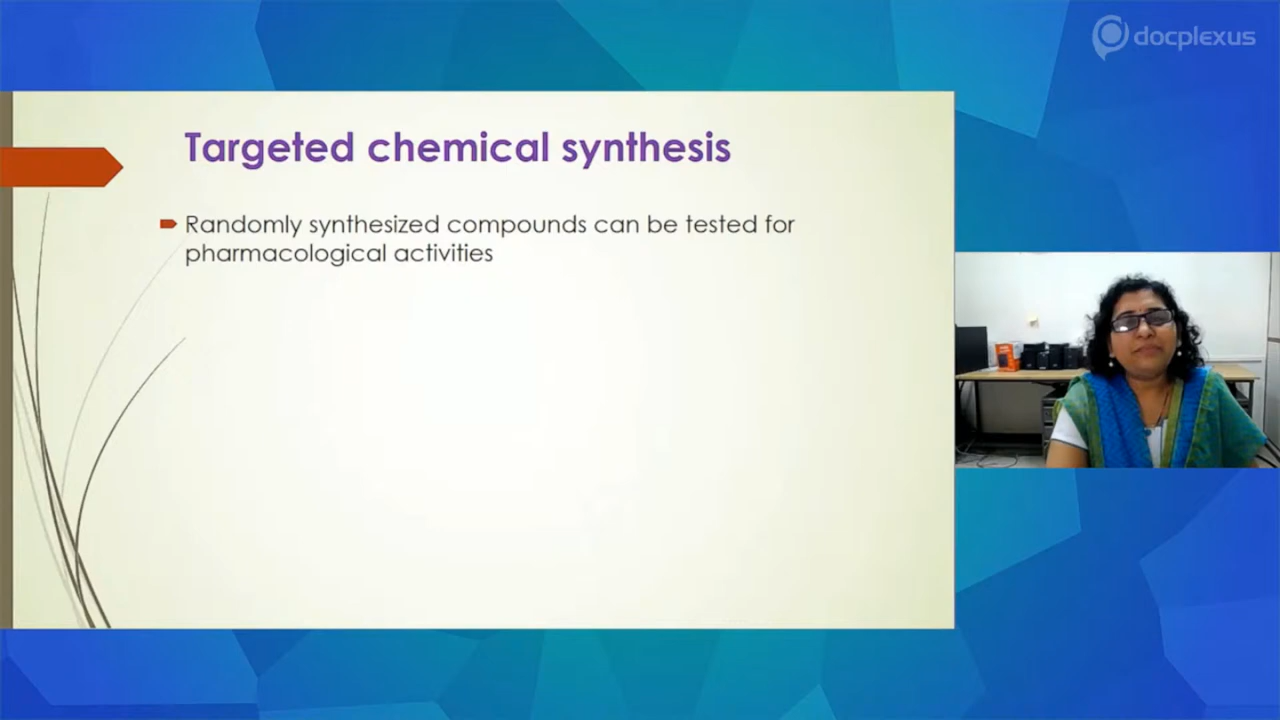 docplexus
Targeted chemical synthesis
Randomly synthesized compounds can be tested for
pharmacological activities